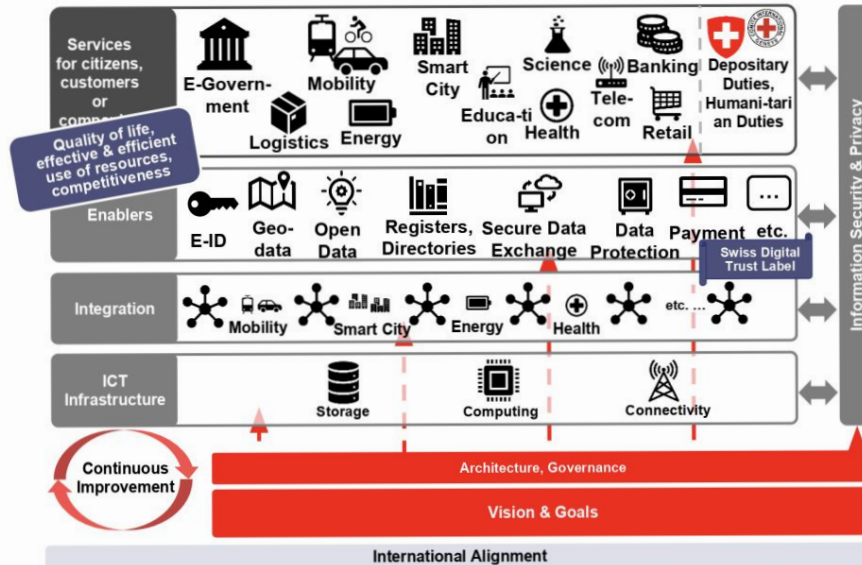 Services
for citizens,
customers
or
E-Govern-
ment
Mobility
Smart
City
Science
Banking
Depositary
Duties,
Humani-tari
an Duties
Logistics
Energy
Educa-ti
on
Health
Tele-
com
Retail
Quality of life,
effective & efficient
use of resources,
competitiveness
Enablers
E-ID
Geo-
data
Open
Data
Registers,
Directories
Secure Data
Exchange
Data
Protection
Payment
...
etc.
Swiss Digital
Trust Label
Integration
Mobility
Smart City
Energy
Health
etc. ...
ICT
Infrastructure
Storage
Computing
Connectivity
Information Security & Privacy
Continuous
Improvement
Architecture, Governance
Vision & Goals
International Alignment